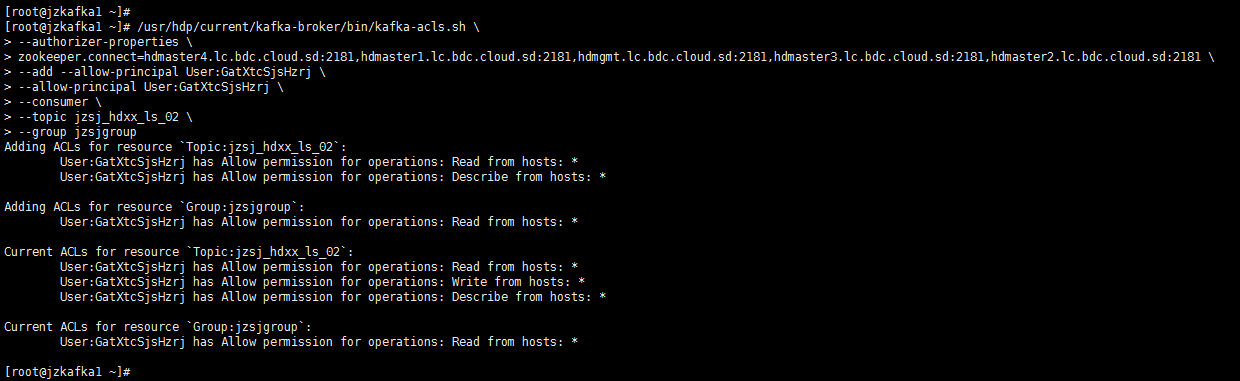 [root@jzkafka1 ~]#
[root@jzkafka1 ~]# /usr/hdp/current/kafka-broker/bin/kafka-acls.sh \
> --authorizer-properties \
> zookeeper.connect=hdmaster4.lc.bdc.cloud.sd:2181,hdmaster1.lc.bdc.cloud.sd:2181,hdmgmt.lc.bdc.cloud.sd:2181,hdmaster3.lc.bdc.cloud.sd:2181,hdmaster2.lc.bdc.cloud.sd:2181 \
> --add --allow-principal User:GatXtcSjsHzrj \
> --allow-principal User:GatXtcSjsHzrj \
> --consumer \
> --topic jzsj_hdxx_ls_02 \
> --group jzsjgroup
Adding ACLs for resource `Topic:jzsj_hdxx_ls_02`:
User:GatXtcSjsHzrj has Allow permission for operations: Read from hosts: *
User:GatXtcSjsHzrj has Allow permission for operations: Describe from hosts: *
Adding ACLs for resource `Group:jzsjgroup`:
User:GatXtcSjsHzrj has Allow permission for operations: Read from hosts: *
Current ACLs for resource `Topic:jzsj_hdxx_ls_02`:
User:GatXtcSjsHzrj has Allow permission for operations: Read from hosts: *
User:GatXtcSjsHzrj has Allow permission for operations: Write from hosts: *
User:GatXtcSjsHzrj has Allow permission for operations: Describe from hosts: *
Current ACLs for resource `Group:jzsjgroup`:
User:GatXtcSjsHzrj has Allow permission for operations: Read from hosts: *
[root@jzkafka1 ~]#